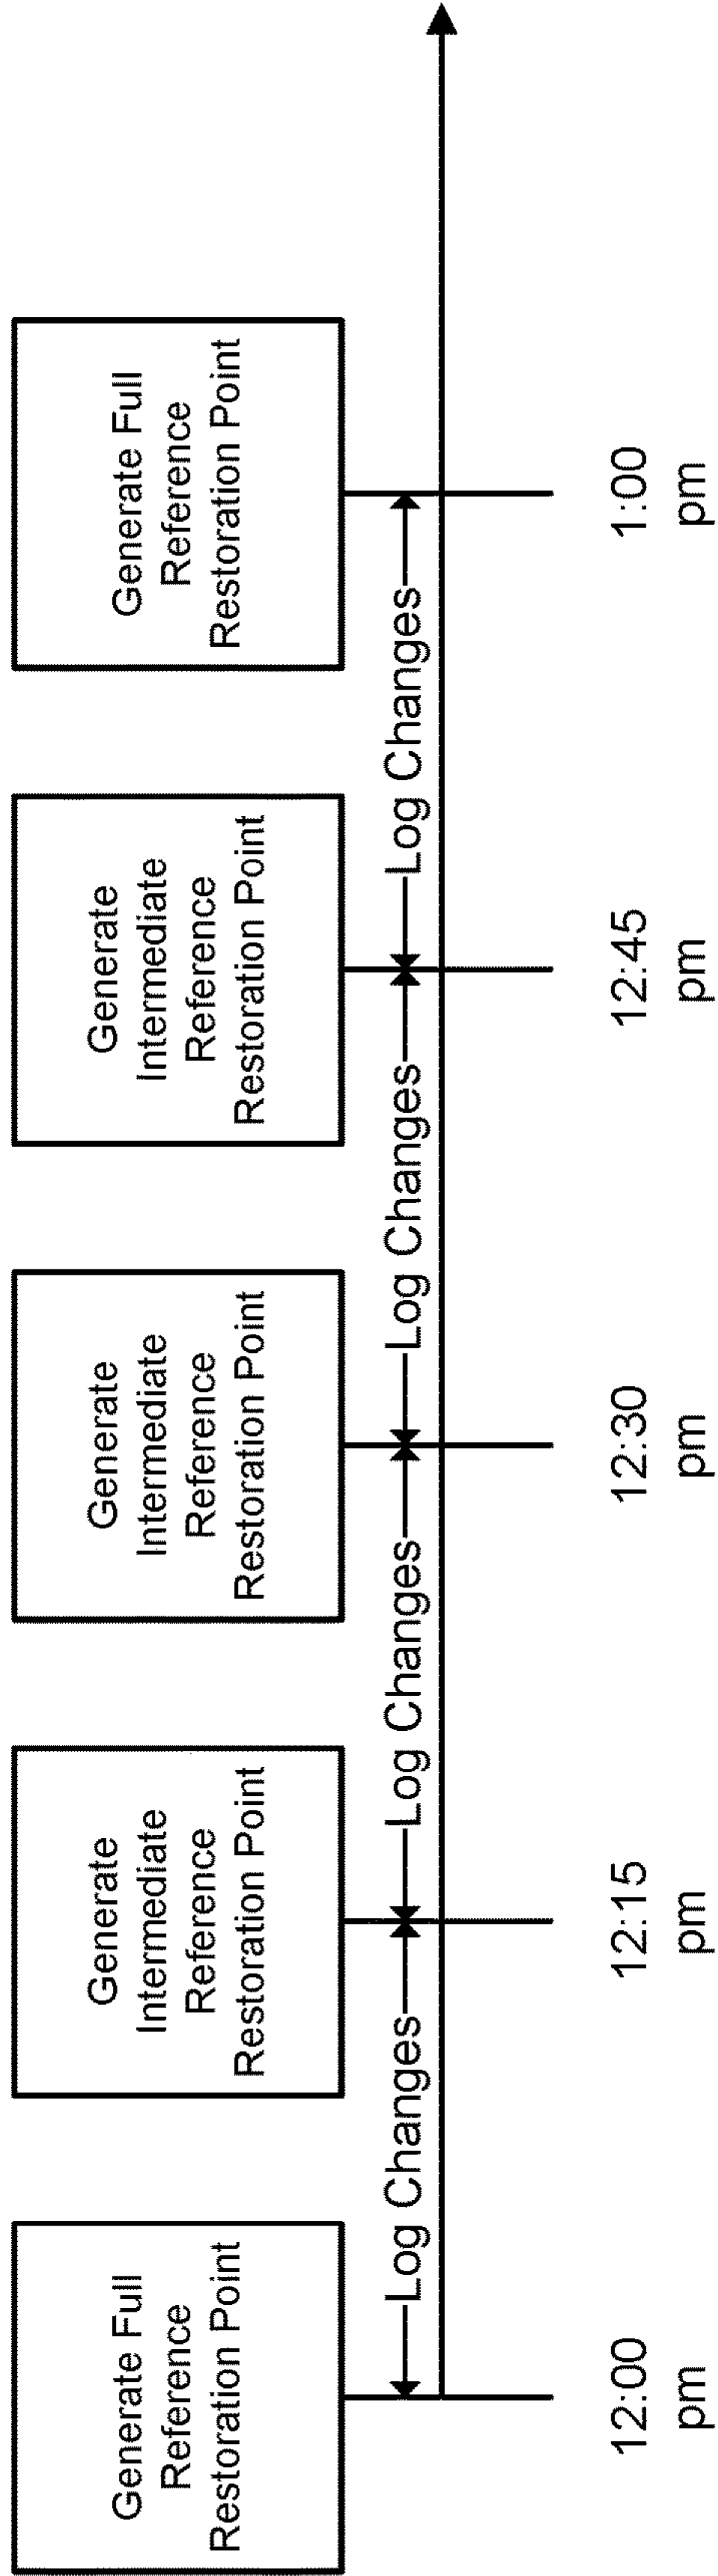 Generate Full
Reference
Restoration Point
Generate
Intermediate
Reference
Restoration Point
Generate
Intermediate
Reference
Restoration Point
Generate
Intermediate
Reference
Restoration Point
Generate Full
Reference
Restoration Point
Log Changes
Log Changes
Log Changes
Log Changes
12:00
pm
12:15
pm
12:30
pm
12:45
pm
1:00
pm